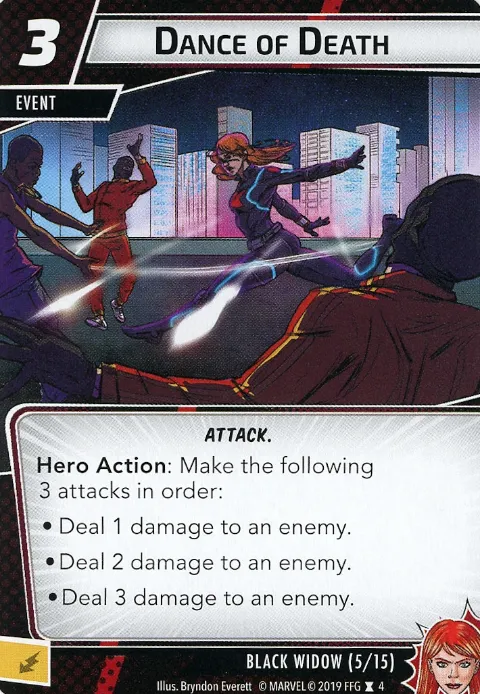 3
DANCE OF DEATH
EVENT
ATTACK.
Hero Action: Make the following
3 attacks in order:
• Deal 1 damage to an enemy.
• Deal 2 damage to an enemy.
• Deal 3 damage to an enemy.
BLACK WIDOW (5/15)
Illus. Bryndon Everett © MARVEL © 2019 FFG 4